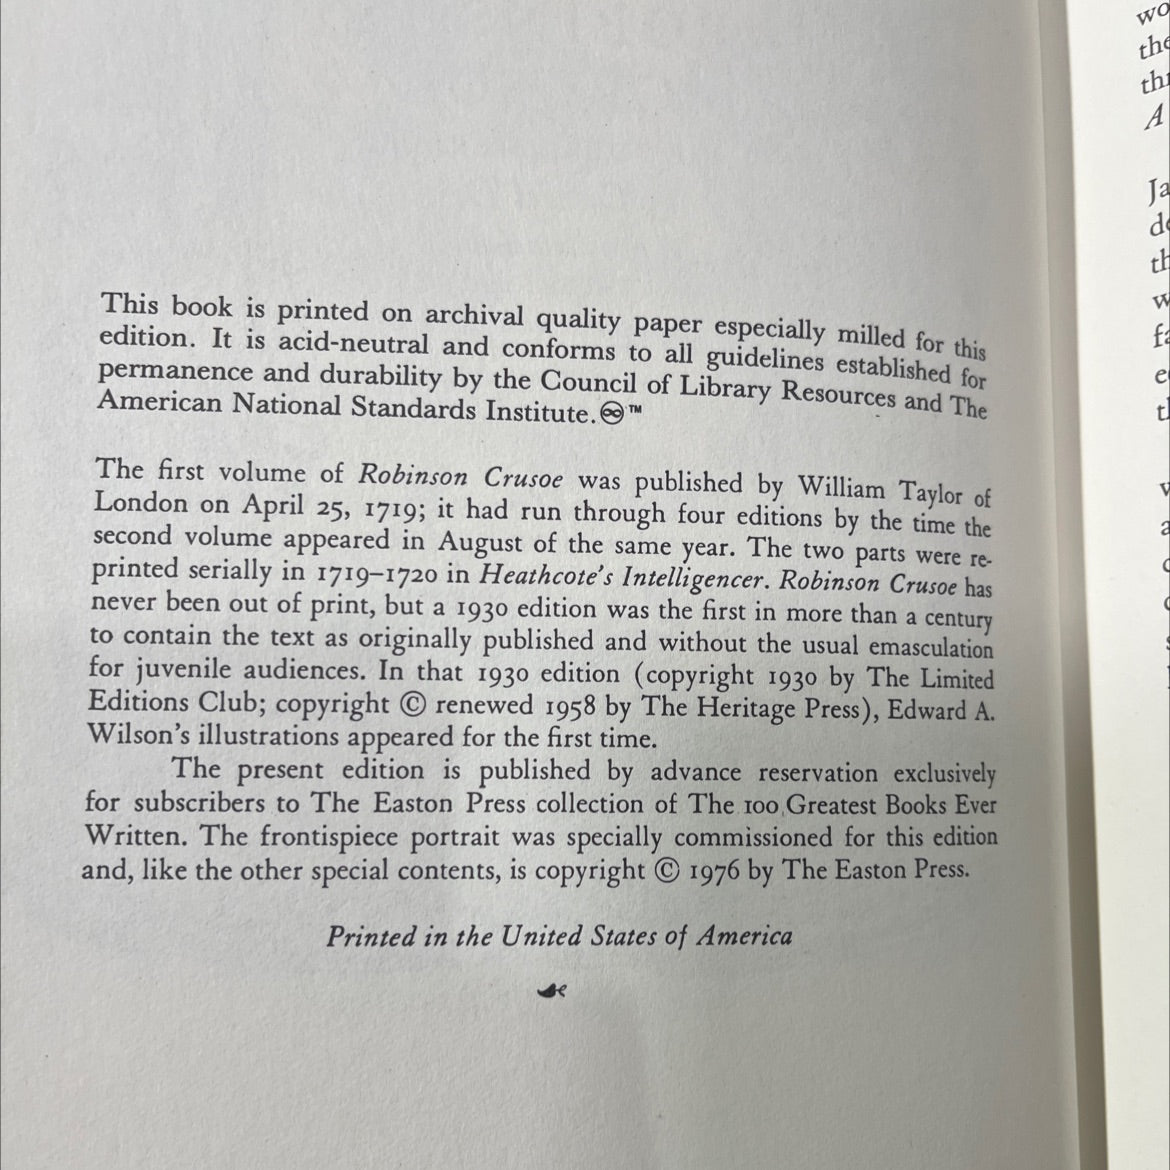 This book is printed on archival quality paper especially milled for this
edition. It is acid-neutral and conforms to all guidelines established for
permanence and durability by the Council of Library Resources and The
American National Standards Institute.♾™
The first volume of Robinson Crusoe was published by William Taylor of
London on April 25, 1719; it had run through four editions by the time the
second volume appeared in August of the same year. The two parts were re-
printed serially in 1719–1720 in Heathcote's Intelligencer. Robinson Crusoe has
never been out of print, but a 1930 edition was the first in more than a century
to contain the text as originally published and without the usual emasculation
for juvenile audiences. In that 1930 edition (copyright 1930 by The Limited
Editions Club; copyright © renewed 1958 by The Heritage Press), Edward A.
Wilson's illustrations appeared for the first time.
The present edition is published by advance reservation exclusively
for subscribers to The Easton Press collection of The 100 Greatest Books Ever
Written. The frontispiece portrait was specially commissioned for this edition
and, like the other special contents, is copyright © 1976 by The Easton Press.
Printed in the United States of America
A